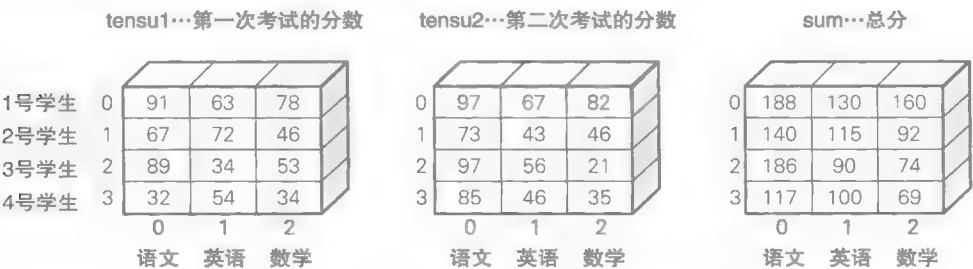 tensu1…第一次考试的分数 tensu2…第二次考试的分数 sum…总分
1号学生 0 91 63 78 0 97 67 82 0 188 130 160
2号学生 1 67 72 46 1 73 43 46 1 140 115 92
3号学生 2 89 34 53 2 97 56 21 2 186 90 74
4号学生 3 32 54 34 3 85 46 35 3 117 100 69
0 1 2 0 1 2 0 1 2
语文 英语 数学 语文 英语 数学 语文 英语 数学